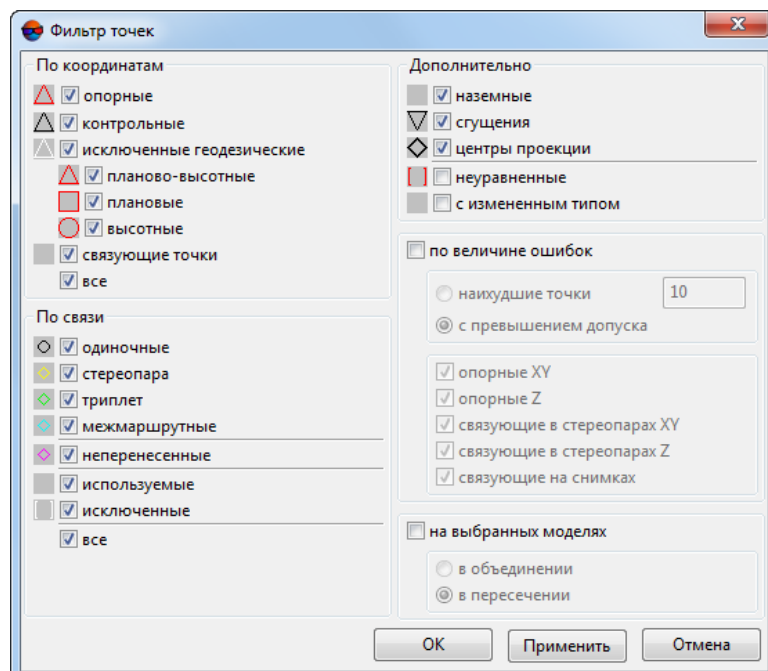 Фильтр точек
По координатам
опорные
контрольные
исключенные геодезические
планово-высотные
плановые
высотные
связующие точки
все
По связи
одиночные
стереопара
триплет
межмаршрутные
неперенесенные
используемые
исключенные
все
Дополнительно
наземные
сгущения
центры проекции
неуравненные
с измененным типом
по величине ошибок
наихудшие точки 10
с превышением допуска
опорные XY
опорные Z
связующие в стереопарах XY
связующие в стереопарах Z
связующие на снимках
на выбранных моделях
в объединении
в пересечении
OK Применить Отмена